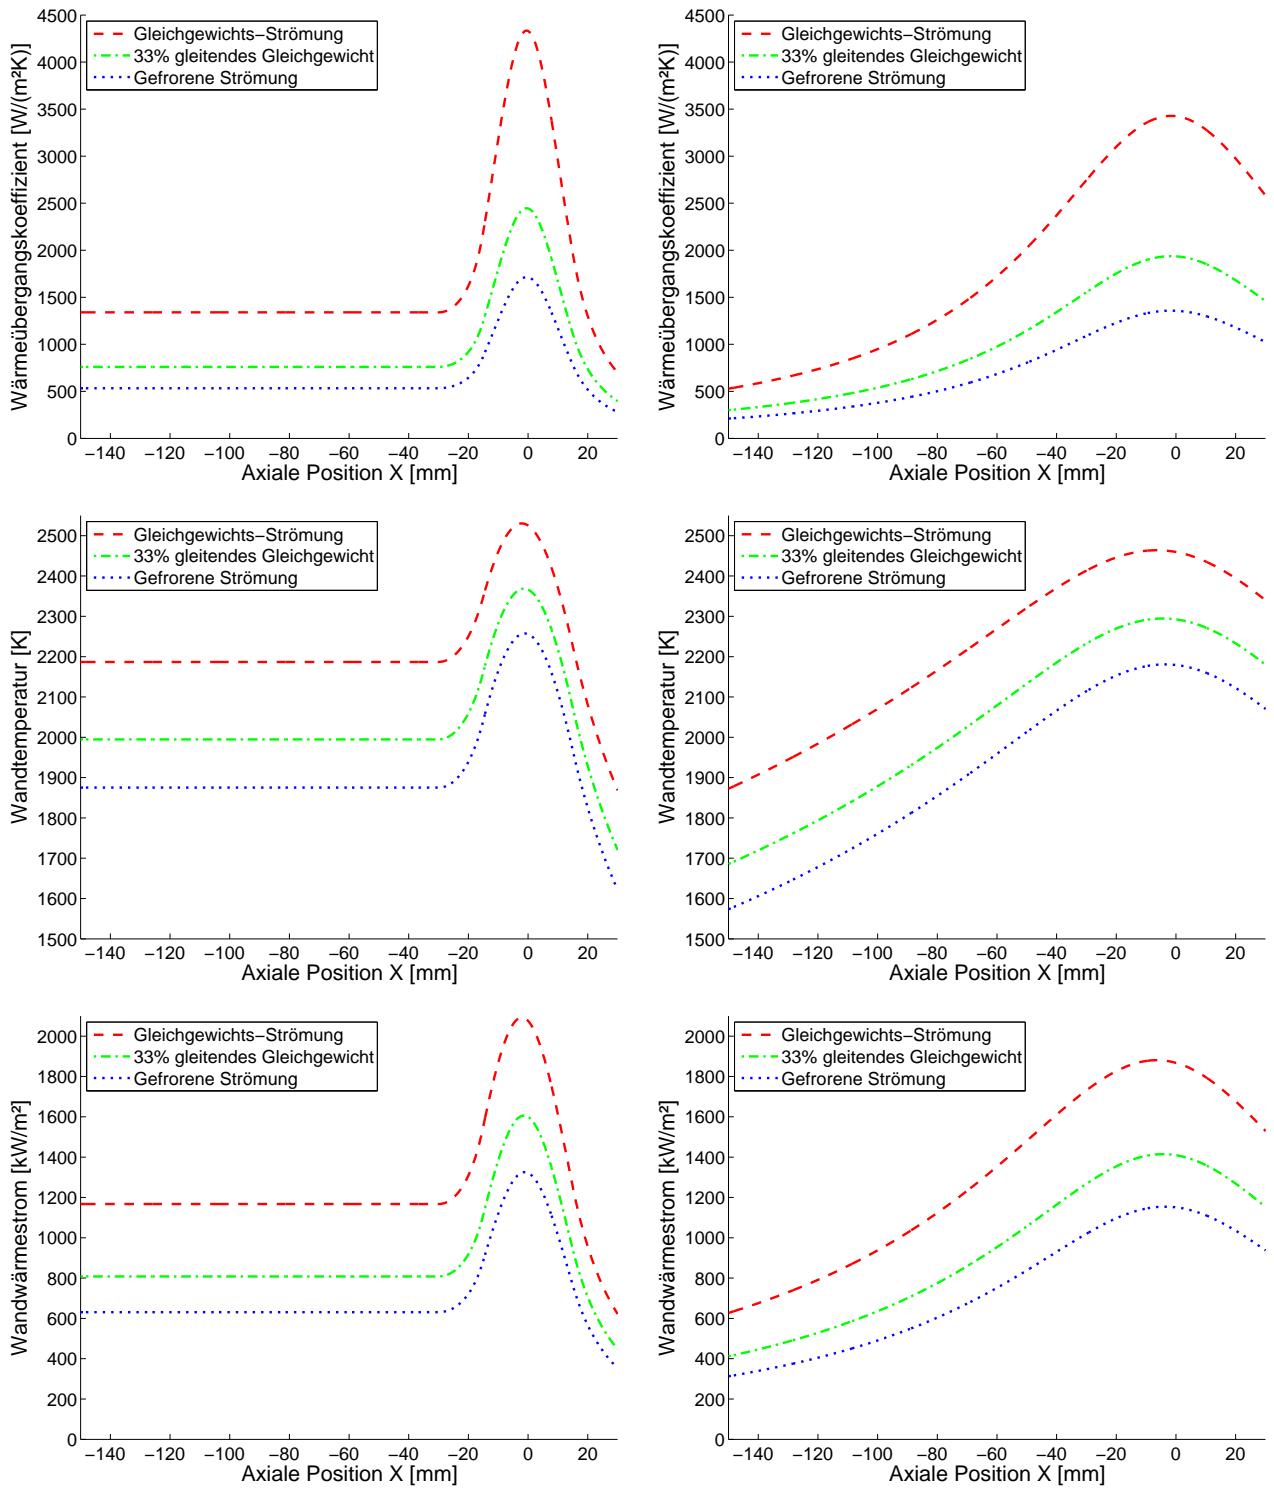 Wärmeübergangskoeffizient [W/(m²K)]
4500
4000
3500
3000
2500
2000
1500
1000
500
0
Gleichgewichts−Strömung
33% gleitendes Gleichgewicht
Gefrorene Strömung
−140 −120 −100 −80 −60 −40 −20 0 20
Axiale Position X [mm]
Wärmeübergangskoeffizient [W/(m²K)]
4500
4000
3500
3000
2500
2000
1500
1000
500
0
Gleichgewichts−Strömung
33% gleitendes Gleichgewicht
Gefrorene Strömung
−140 −120 −100 −80 −60 −40 −20 0 20
Axiale Position X [mm]
Wandtemperatur [K]
2500
2400
2300
2200
2100
2000
1900
1800
1700
1600
1500
Gleichgewichts−Strömung
33% gleitendes Gleichgewicht
Gefrorene Strömung
−140 −120 −100 −80 −60 −40 −20 0 20
Axiale Position X [mm]
Wandtemperatur [K]
2500
2400
2300
2200
2100
2000
1900
1800
1700
1600
1500
Gleichgewichts−Strömung
33% gleitendes Gleichgewicht
Gefrorene Strömung
−140 −120 −100 −80 −60 −40 −20 0 20
Axiale Position X [mm]
Wandwärmestrom [kW/m²]
2000
1800
1600
1400
1200
1000
800
600
400
200
0
Gleichgewichts−Strömung
33% gleitendes Gleichgewicht
Gefrorene Strömung
−140 −120 −100 −80 −60 −40 −20 0 20
Axiale Position X [mm]
Wandwärmestrom [kW/m²]
2000
1800
1600
1400
1200
1000
800
600
400
200
0
Gleichgewichts−Strömung
33% gleitendes Gleichgewicht
Gefrorene Strömung
−140 −120 −100 −80 −60 −40 −20 0 20
Axiale Position X [mm]